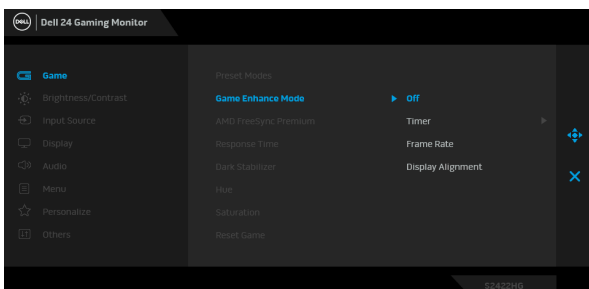 DELL
Dell 24 Gaming Monitor
Game
Brightness/Contrast
Input Source
Display
Audio
Menu
Personalize
Others
Preset Modes
Game Enhance Mode
AMD FreeSync Premium
Response Time
Dark Stabilizer
Hue
Saturation
Reset Game
Off
Timer
Frame Rate
Display Alignment
S2422HG